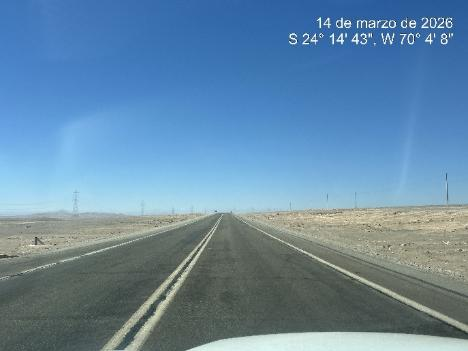 14 de marzo de 2026
S 24° 14' 43", W 70° 4' 8"